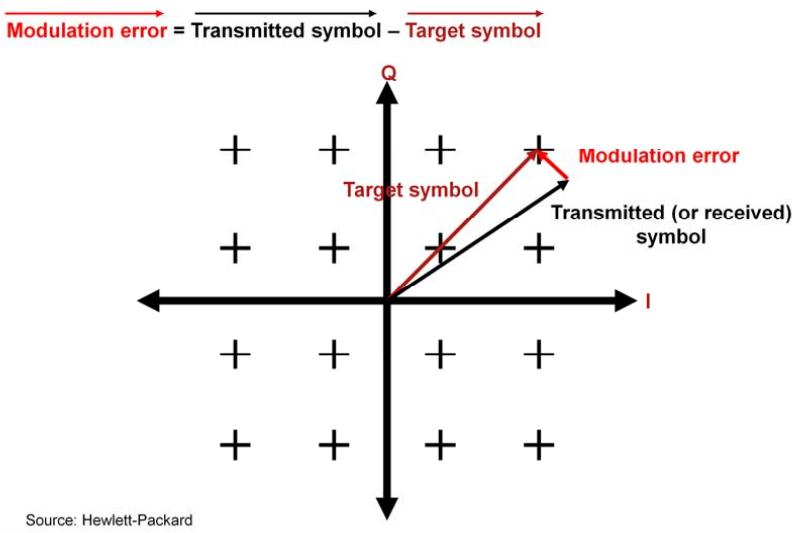 Modulation error = Transmitted symbol – Target symbol
Q
Modulation error
Target symbol
Transmitted (or received)
symbol
I
Source: Hewlett-Packard